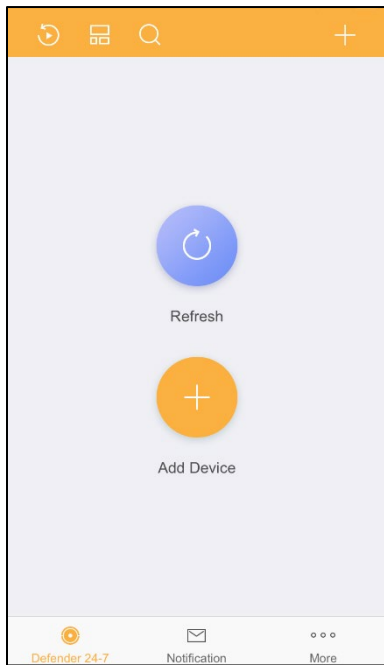 Refresh
Add Device
Defender 24-7
Notification
More